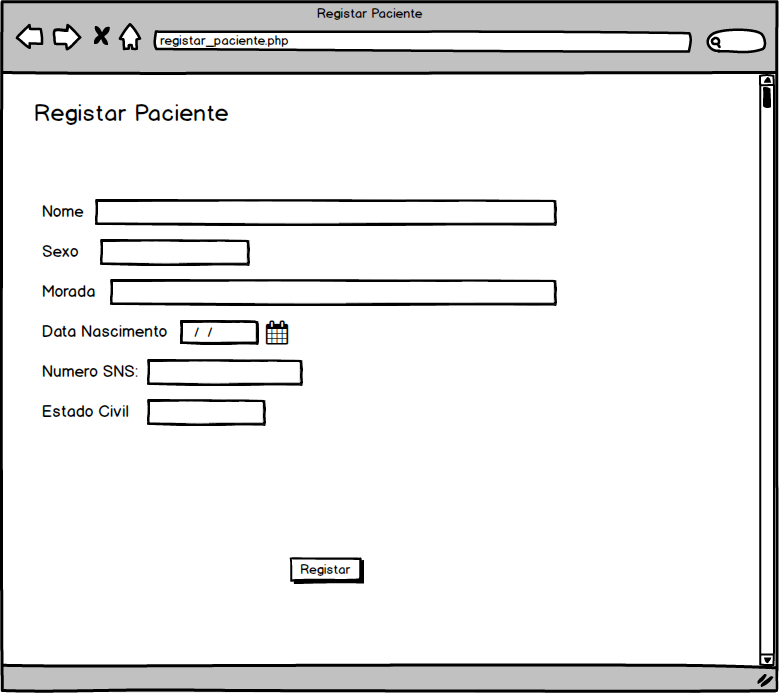 Registar Paciente
registar_paciente.php
Registar Paciente
Nome
Sexo
Morada
Data Nascimento / /
Numero SNS:
Estado Civil
Registar